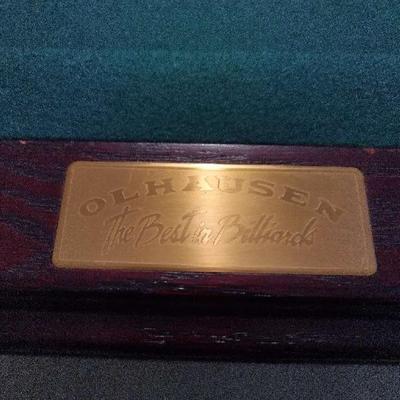 OLHAUSEN
The Best in Billiards